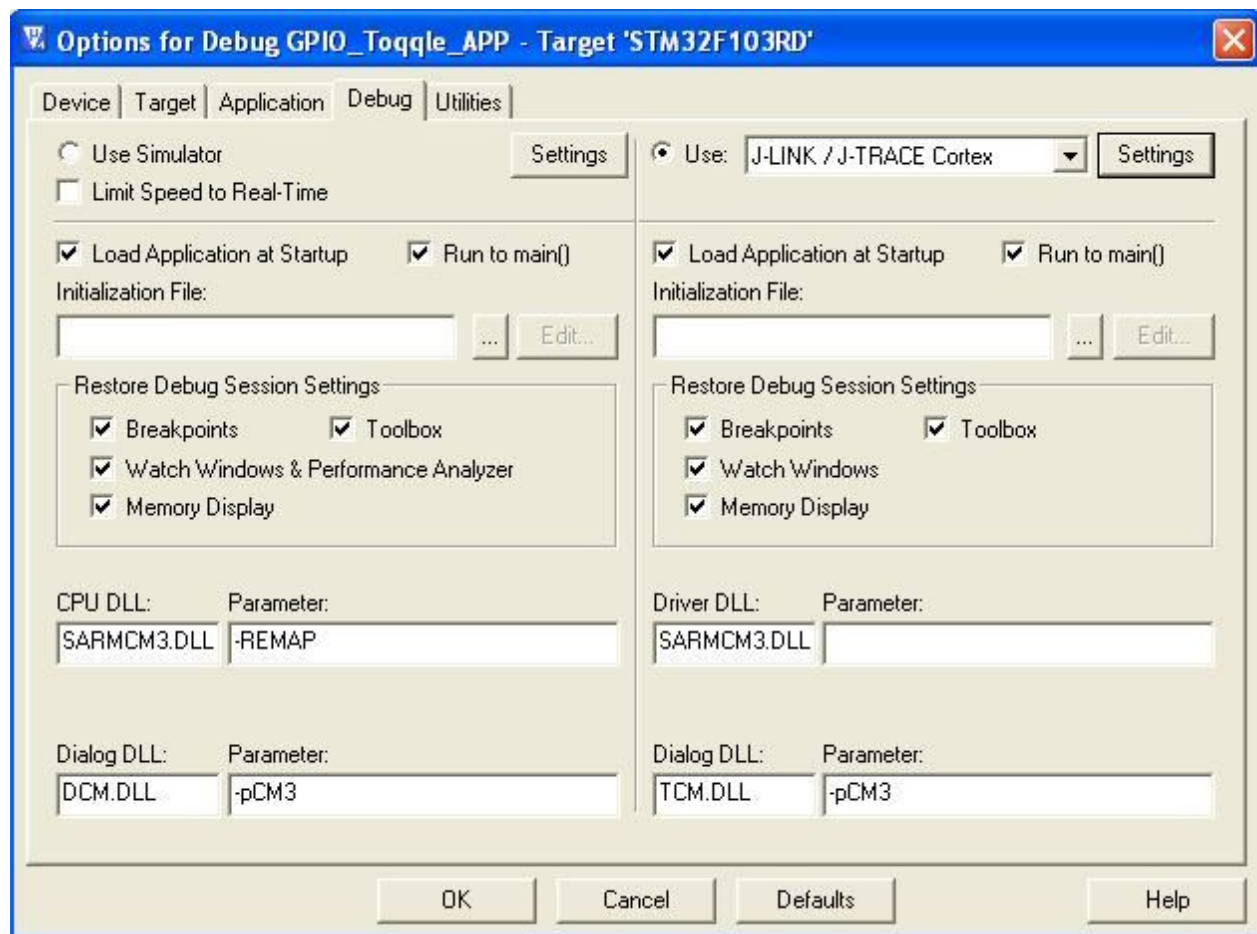 Options for Debug GPIO_Toqqle_APP - Target 'STM32F103RD'
Device Target Application Debug Utilities
Use Simulator Settings Use: J-LINK / J-TRACE Cortex Settings
Limit Speed to Real-Time
Load Application at Startup Run to main() Load Application at Startup Run to main()
Initialization File: Initialization File:
... Edit... ... Edit...
Restore Debug Session Settings Restore Debug Session Settings
Breakpoints Toolbox Breakpoints Toolbox
Watch Windows & Performance Analyzer Watch Windows
Memory Display Memory Display
CPU DLL: Parameter: Driver DLL: Parameter:
SARMCM3.DLL -REMAP SARMCM3.DLL
Dialog DLL: Parameter: Dialog DLL: Parameter:
DCM.DLL -pCM3 TCM.DLL -pCM3
OK Cancel Defaults Help